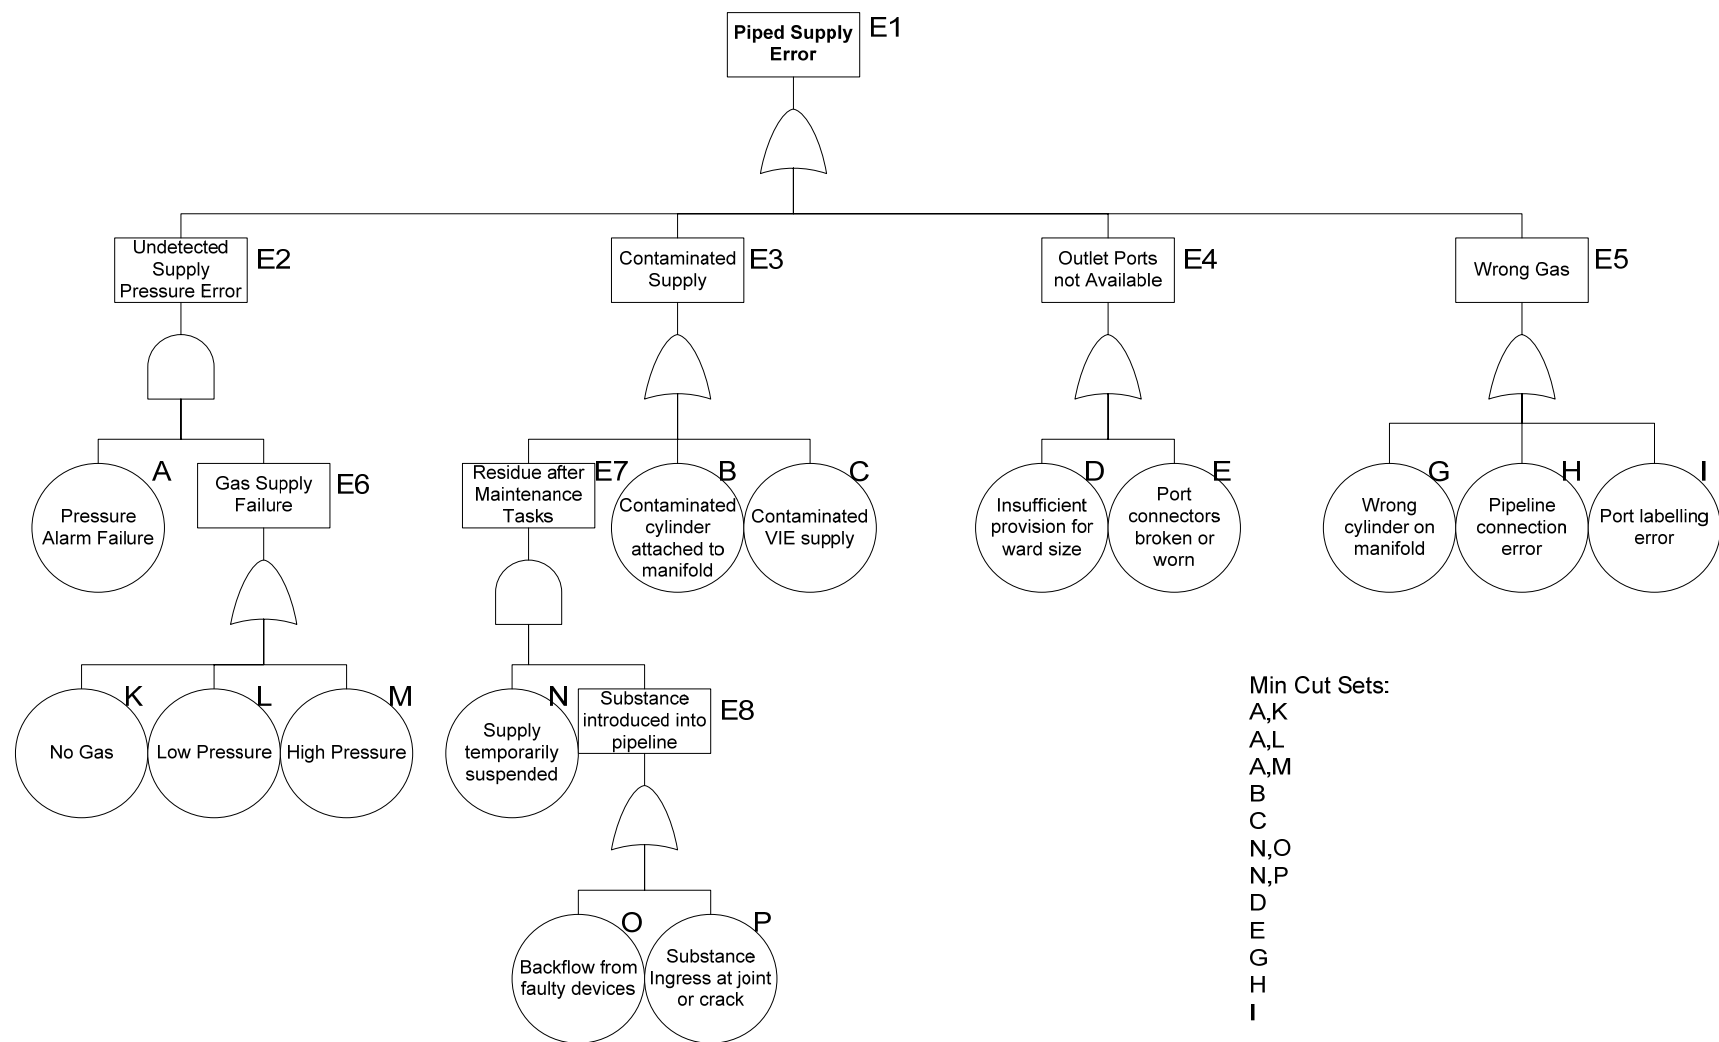 Piped Supply
Error
E1
Undetected
Supply
Pressure Error
E2
Contaminated
Supply
E3
Outlet Ports
not Available
E4
Wrong Gas
E5
A
Pressure
Alarm Failure
Gas Supply
Failure
E6
Residue after
Maintenance
Tasks
E7
B
Contaminated
cylinder
attached to
manifold
C
Contaminated
VIE supply
D
Insufficient
provision for
ward size
E
Port
connectors
broken or
worn
G
Wrong
cylinder on
manifold
H
Pipeline
connection
error
I
Port labelling
error
K
No Gas
L
Low Pressure
M
High Pressure
N
Supply
temporarily
suspended
Substance
introduced into
pipeline
E8
O
Backflow from
faulty devices
P
Substance
Ingress at joint
or crack
Min Cut Sets:
A,K
A,L
A,M
B
C
N,O
N,P
D
E
G
H
I